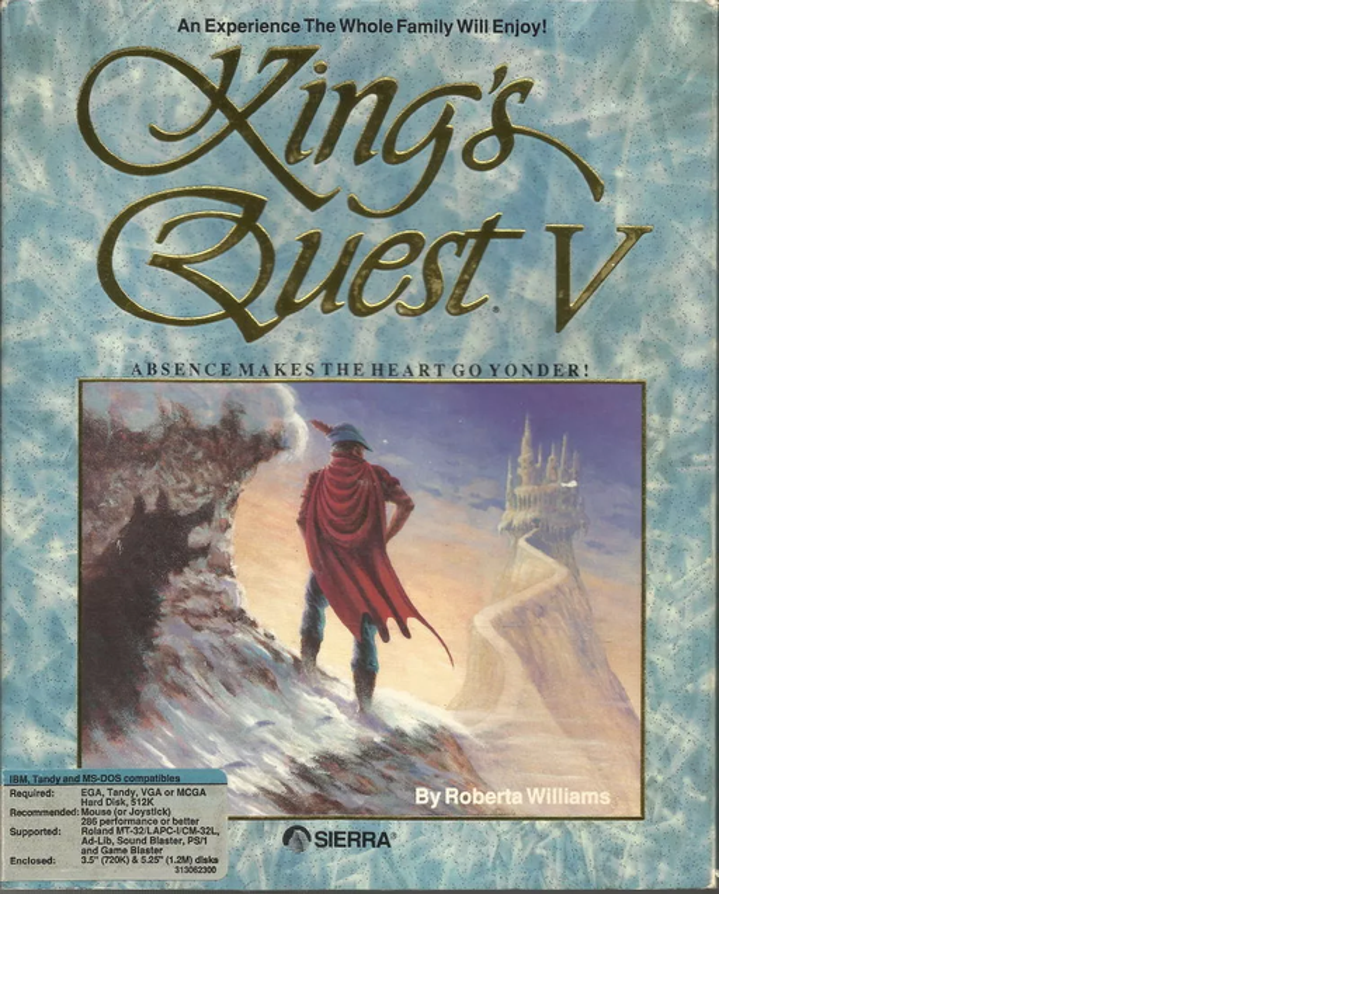 An Experience The Whole Family Will Enjoy!
King's
Quest® V
ABSENCE MAKES THE HEART GO YONDER!
By Roberta Williams
IBM, Tandy and MS-DOS compatibles
Required: EGA, Tandy, VGA or MCGA
Hard Disk, 512K
Recommended: Mouse (or Joystick)
286 performance or better
Supported: Roland MT-32/LAPC-I/CM-32L,
Ad-Lib, Sound Blaster, PS/1
and Game Blaster
Enclosed: 3.5" (720K) & 5.25" (1.2M) disks
313062300
SIERRA®